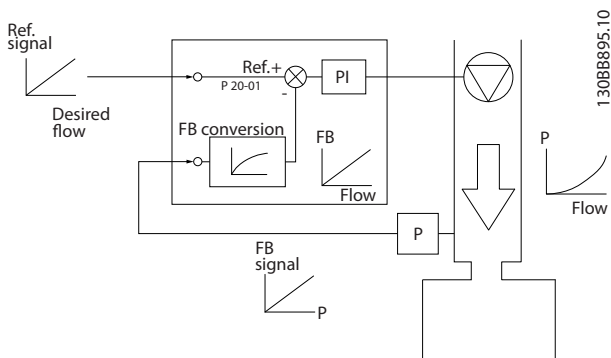 Ref.
signal
Desired
flow
Ref.+
P 20-01
-
PI
FB conversion
FB
Flow
P
FB
signal
P
P
Flow
130BB895.10